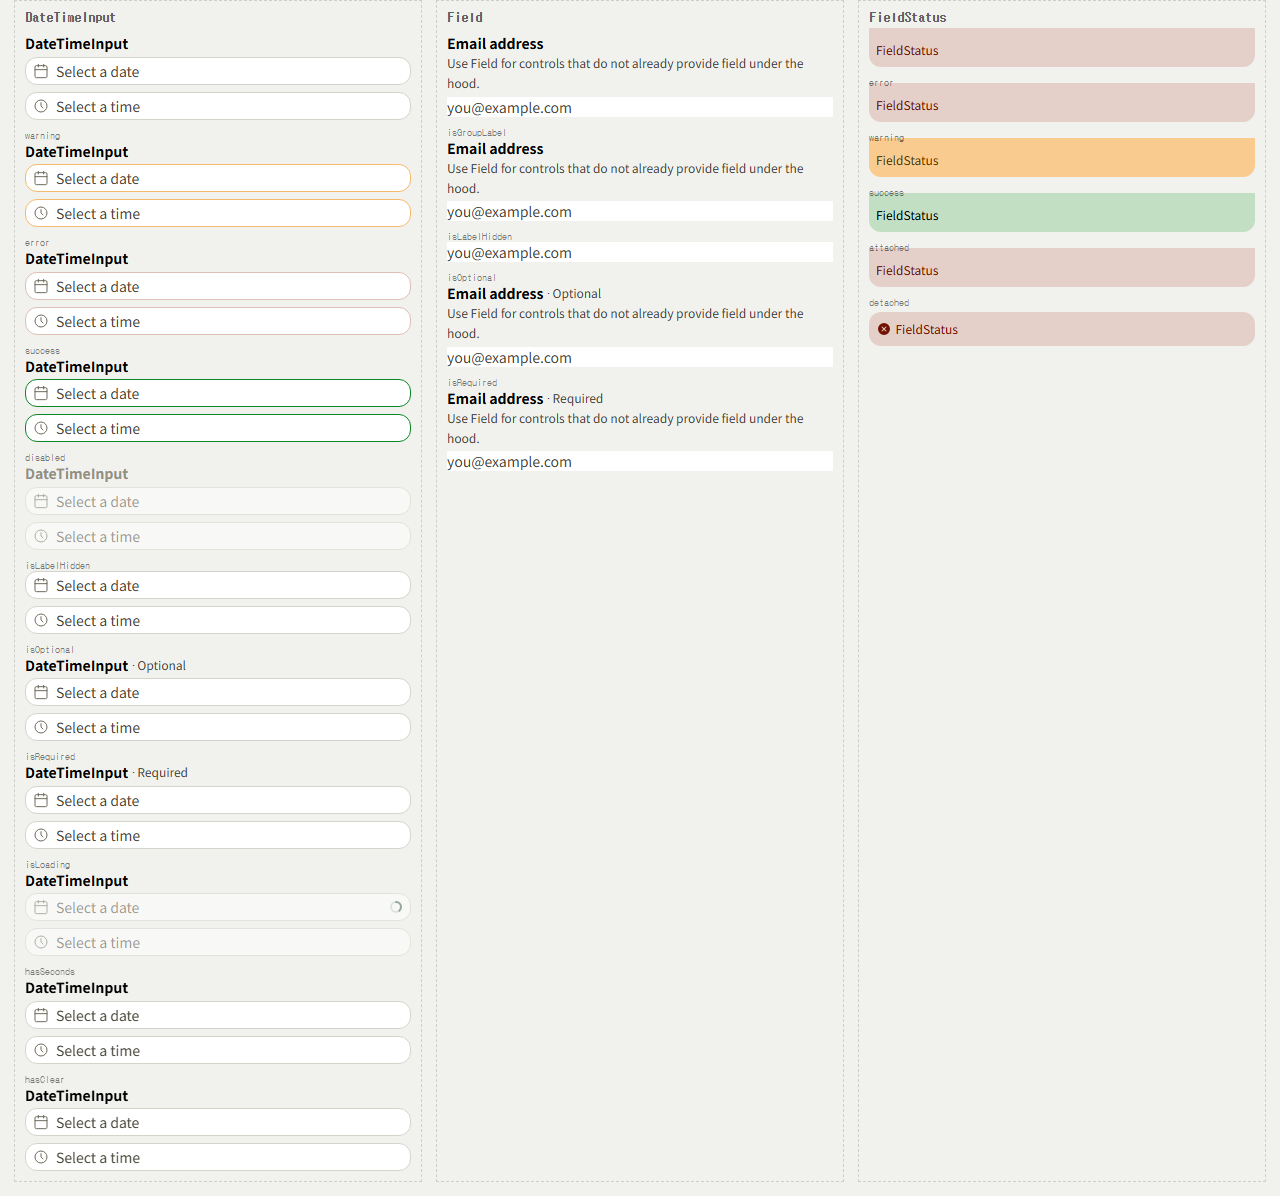 DateTimeInput
DateTimeInput
Select a date
Select a time
warning
DateTimeInput
Select a date
Select a time
error
DateTimeInput
Select a date
Select a time
success
DateTimeInput
Select a date
Select a time
disabled
DateTimeInput
Select a date
Select a time
isLabelHidden
Select a date
Select a time
isOptional
DateTimeInput · Optional
Select a date
Select a time
isRequired
DateTimeInput · Required
Select a date
Select a time
isLoading
DateTimeInput
Select a date
Select a time
hasSeconds
DateTimeInput
Select a date
Select a time
hasClear
DateTimeInput
Select a date
Select a time
Field
Email address
Use Field for controls that do not already provide field under the
hood.
you@example.com
isGroupLabel
Email address
Use Field for controls that do not already provide field under the
hood.
you@example.com
isLabelHidden
you@example.com
isOptional
Email address · Optional
Use Field for controls that do not already provide field under the
hood.
you@example.com
isRequired
Email address · Required
Use Field for controls that do not already provide field under the
hood.
you@example.com
FieldStatus
FieldStatus
error
FieldStatus
warning
FieldStatus
success
FieldStatus
attached
FieldStatus
detached
FieldStatus